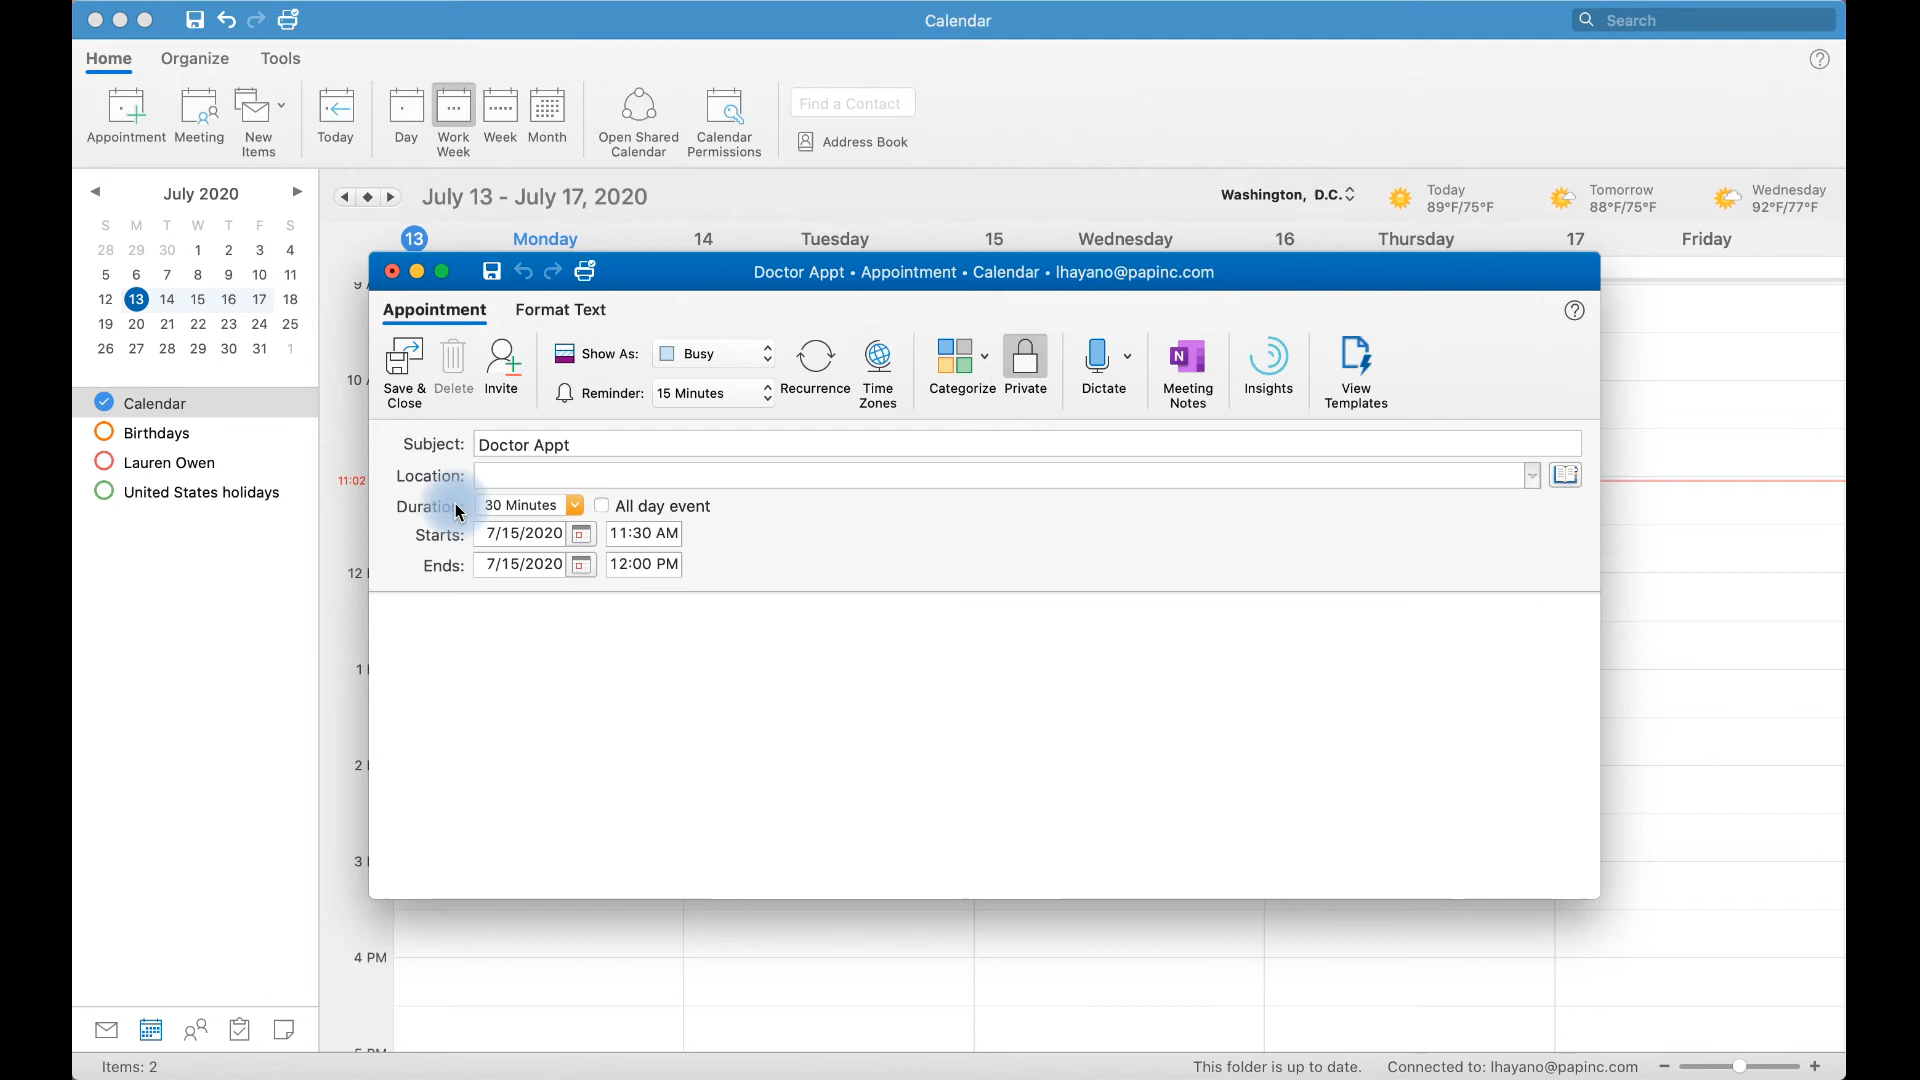 Calendar
Search
Home Organize Tools
Appointment Meeting New Items Today Day Work Week Week Month Open Shared Calendar Calendar Permissions
Find a Contact
Address Book
July 2020
S M T W T F S
28 29 30 1 2 3 4
5 6 7 8 9 10 11
12 13 14 15 16 17 18
19 20 21 22 23 24 25
26 27 28 29 30 31 1
Calendar
Birthdays
Lauren Owen
United States holidays
July 13 - July 17, 2020
Washington, D.C.
Today
89°F/75°F
Tomorrow
88°F/75°F
Wednesday
92°F/77°F
13 Monday 14 Tuesday 15 Wednesday 16 Thursday 17 Friday
Doctor Appt • Appointment • Calendar • lhayano@papinc.com
Appointment Format Text
Save & Close Delete Invite
Show As: Busy
Reminder: 15 Minutes
Recurrence Time Zones Categorize Private Dictate Meeting Notes Insights View Templates
Subject: Doctor Appt
Location:
Duration: 30 Minutes All day event
Starts: 7/15/2020 11:30 AM
Ends: 7/15/2020 12:00 PM
10
11:02
12
1
2
3
4 PM
Items: 2
This folder is up to date. Connected to: lhayano@papinc.com